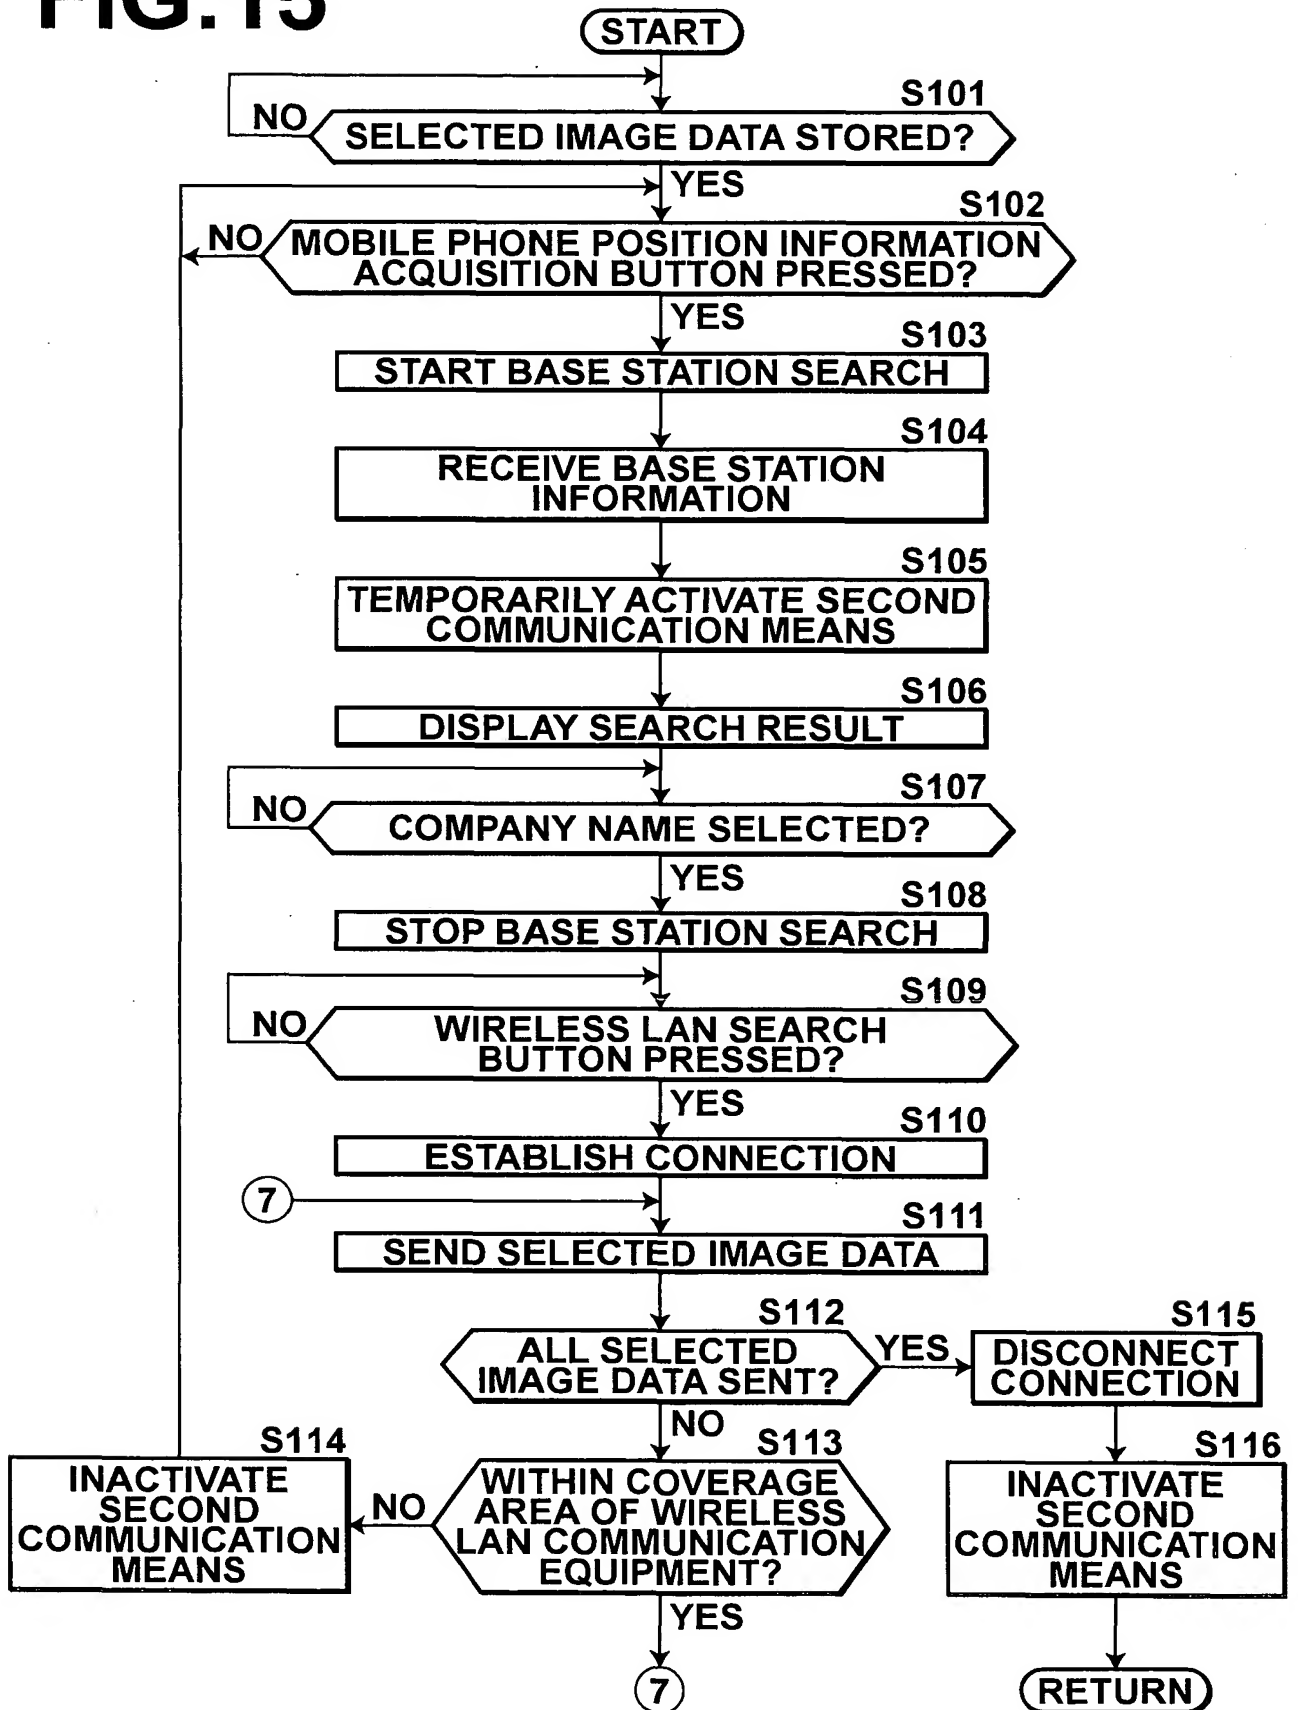 FIG. 15
START
S101
NO
SELECTED IMAGE DATA STORED?
YES
S102
NO
MOBILE PHONE POSITION INFORMATION
ACQUISITION BUTTON PRESSED?
YES
S103
START BASE STATION SEARCH
S104
RECEIVE BASE STATION
INFORMATION
S105
TEMPORARILY ACTIVATE SECOND
COMMUNICATION MEANS
S106
DISPLAY SEARCH RESULT
S107
NO
COMPANY NAME SELECTED?
YES
S108
STOP BASE STATION SEARCH
S109
NO
WIRELESS LAN SEARCH
BUTTON PRESSED?
YES
S110
ESTABLISH CONNECTION
7
S111
SEND SELECTED IMAGE DATA
S112
ALL SELECTED
IMAGE DATA SENT?
YES
S115
DISCONNECT
CONNECTION
NO
S114
INACTIVATE
SECOND
COMMUNICATION
MEANS
NO
S113
WITHIN COVERAGE
AREA OF WIRELESS
LAN COMMUNICATION
EQUIPMENT?
S116
INACTIVATE
SECOND
COMMUNICATION
MEANS
YES
7
RETURN